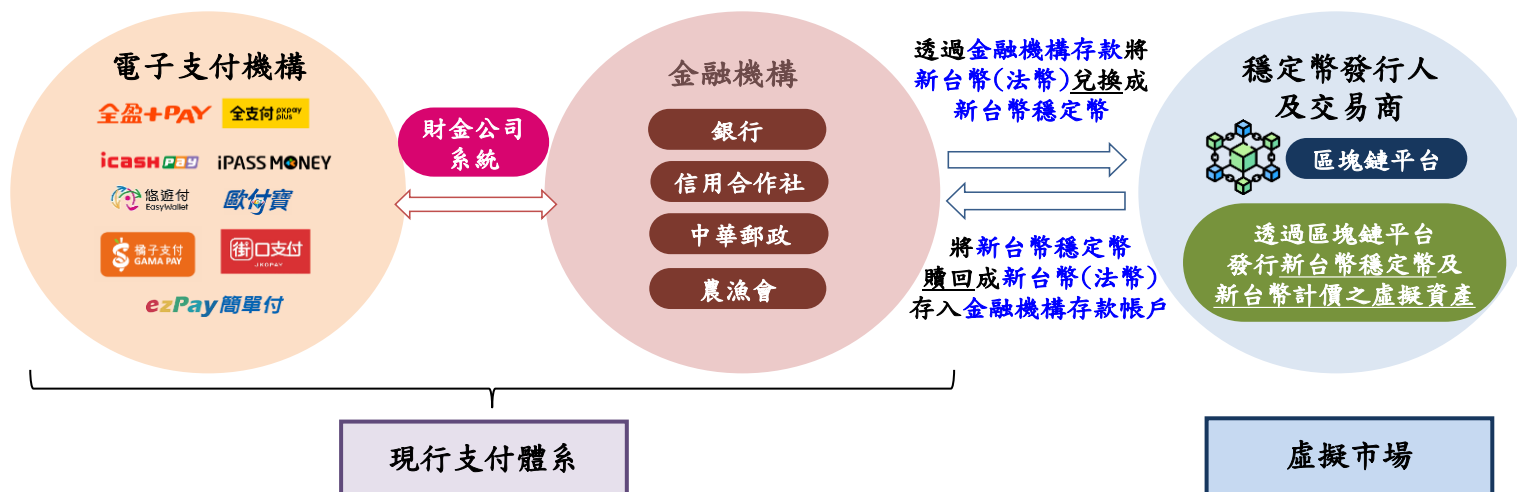 電子支付機構
全盈+PAY
全支付 pxpay plus
icash Pay
iPASS MONEY
悠遊付
EasyWallet
歐付寶
橘子支付
GAMA PAY
街口支付
JKOPAY
ezPay簡單付
財金公司
系統
金融機構
銀行
信用合作社
中華郵政
農漁會
透過金融機構存款將
新台幣(法幣)兌換成
新台幣穩定幣
將新台幣穩定幣
贖回成新台幣(法幣)
存入金融機構存款帳戶
穩定幣發行人
及交易商
區塊鏈平台
透過區塊鏈平台
發行新台幣穩定幣及
新台幣計價之虛擬資產
現行支付體系
虛擬市場